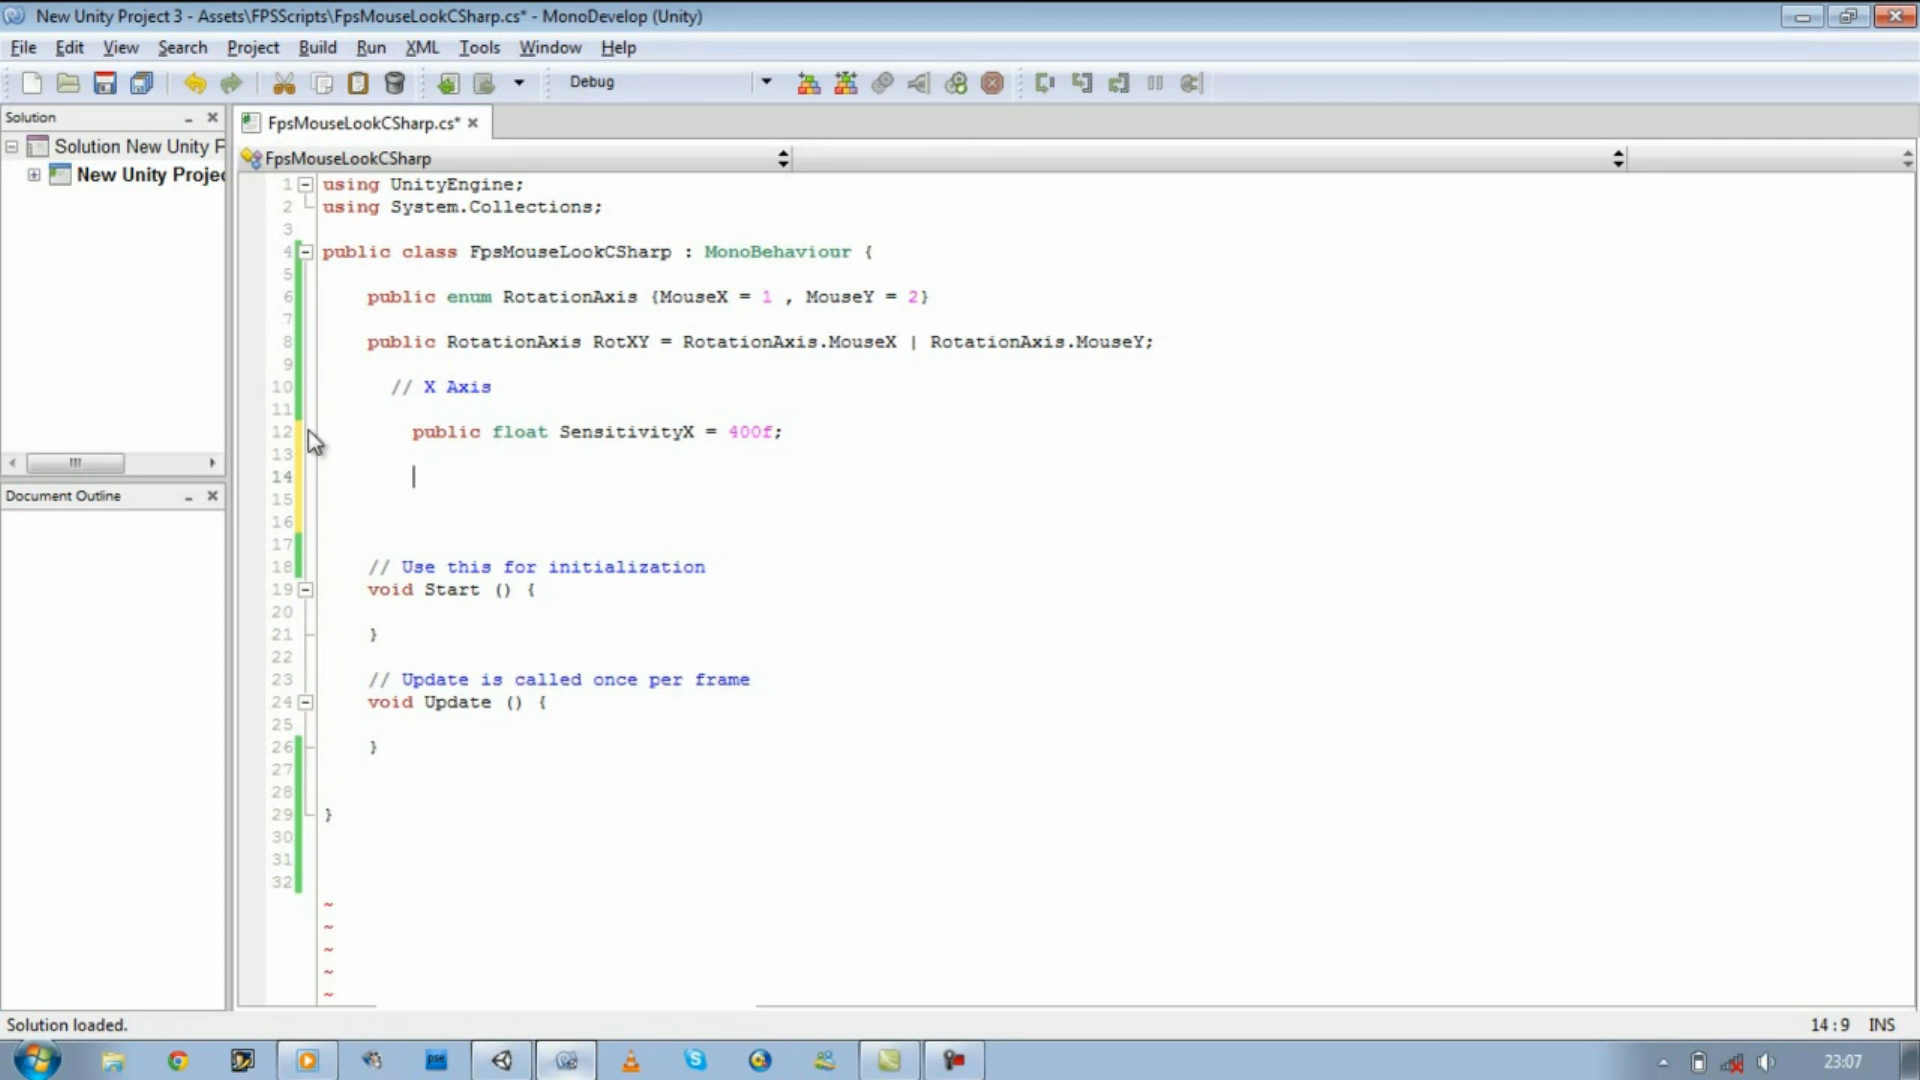 New Unity Project 3 - Assets\FPSScripts\FpsMouseLookCSharp.cs* - MonoDevelop (Unity)
File Edit View Search Project Build Run XML Tools Window Help
Debug
Solution
Solution New Unity F
New Unity Projec
Document Outline
FpsMouseLookCSharp.cs*
FpsMouseLookCSharp
1 using UnityEngine;
2 using System.Collections;
3
4 public class FpsMouseLookCSharp : MonoBehaviour {
5
6 public enum RotationAxis {MouseX = 1 , MouseY = 2}
7
8 public RotationAxis RotXY = RotationAxis.MouseX | RotationAxis.MouseY;
9
10 // X Axis
11
12 public float SensitivityX = 400f;
13
14
15
16
17
18 // Use this for initialization
19 void Start () {
20
21 }
22
23 // Update is called once per frame
24 void Update () {
25
26 }
27
28
29 }
30
31
32
~
~
~
~
~
Solution loaded.
14 : 9 INS
pse
23:07